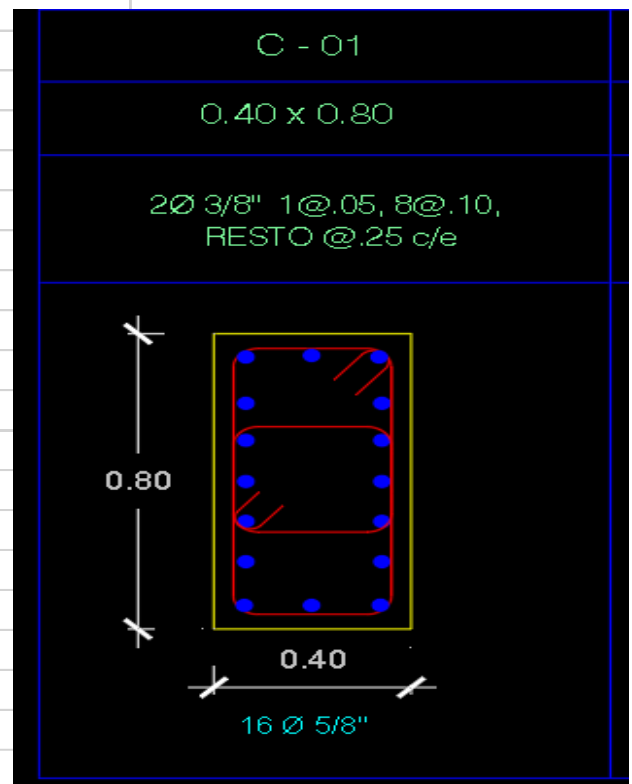 C - 01
0.40 x 0.80
2Ø 3/8" 1@.05, 8@.10,
RESTO @.25 c/e
0.80
0.40
16 Ø 5/8"